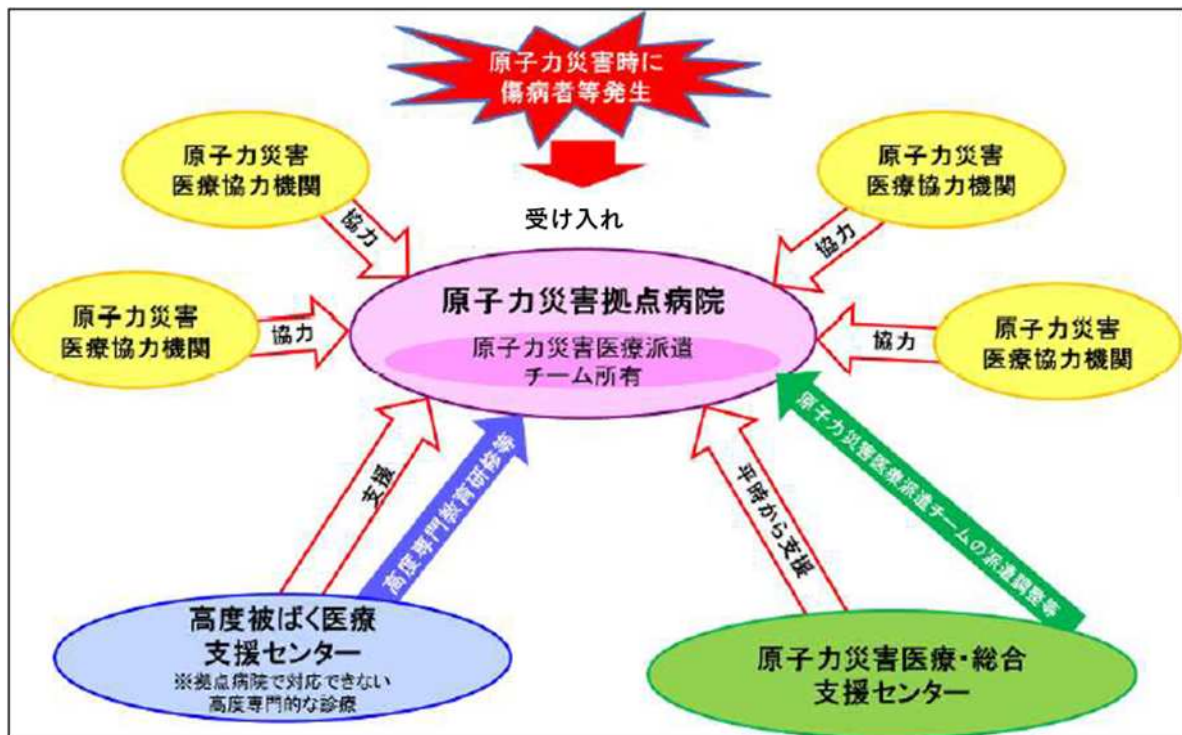 原子力災害時に
傷病者等発生
原子力災害
医療協力機関
原子力災害
医療協力機関
協力
協力
受け入れ
原子力災害
医療協力機関
協力
原子力災害拠点病院
原子力災害医療派遣
チーム所有
協力
原子力災害
医療協力機関
支援
高度専門教育研修等
平時から支援
原子力災害医療派遣チームの派遣調整等
高度被ばく医療
支援センター
※拠点病院で対応できない
高度専門的な診療
原子力災害医療・総合
支援センター